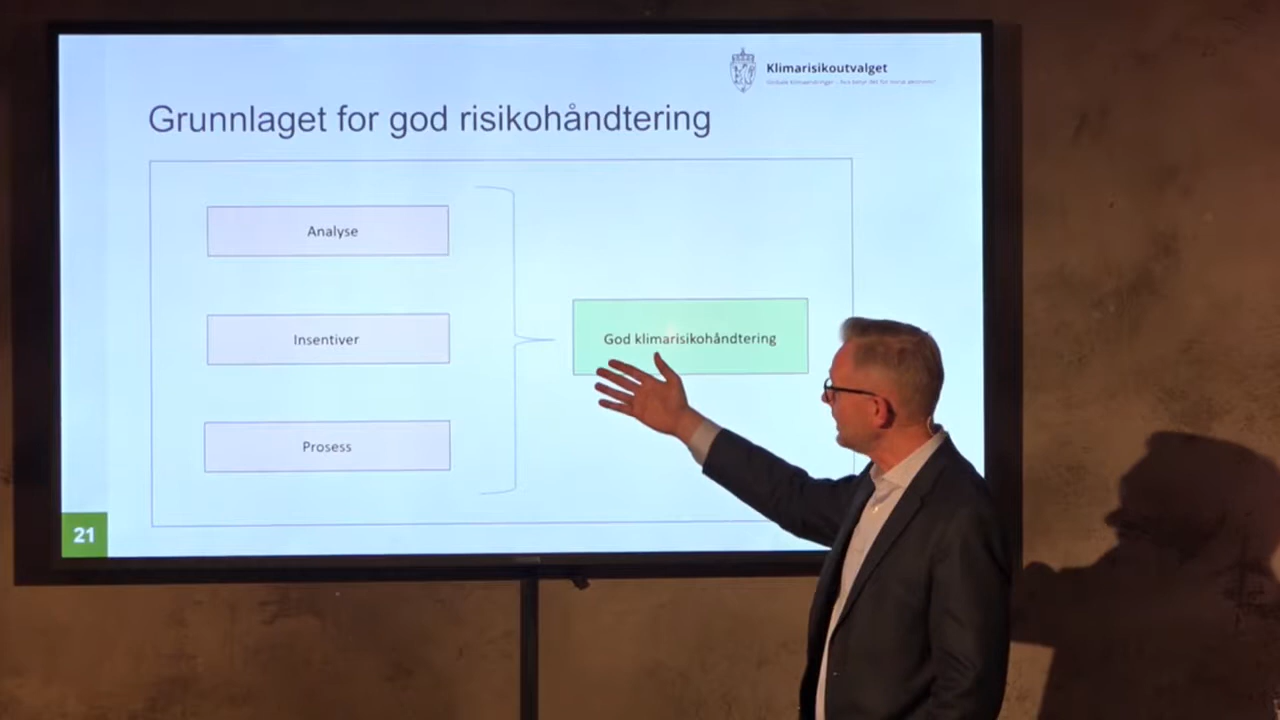 Klimarisikoutvalget
Grunnlaget for god risikohåndtering
Analyse
Insentiver
God klimarisikohåndtering
Prosess
21